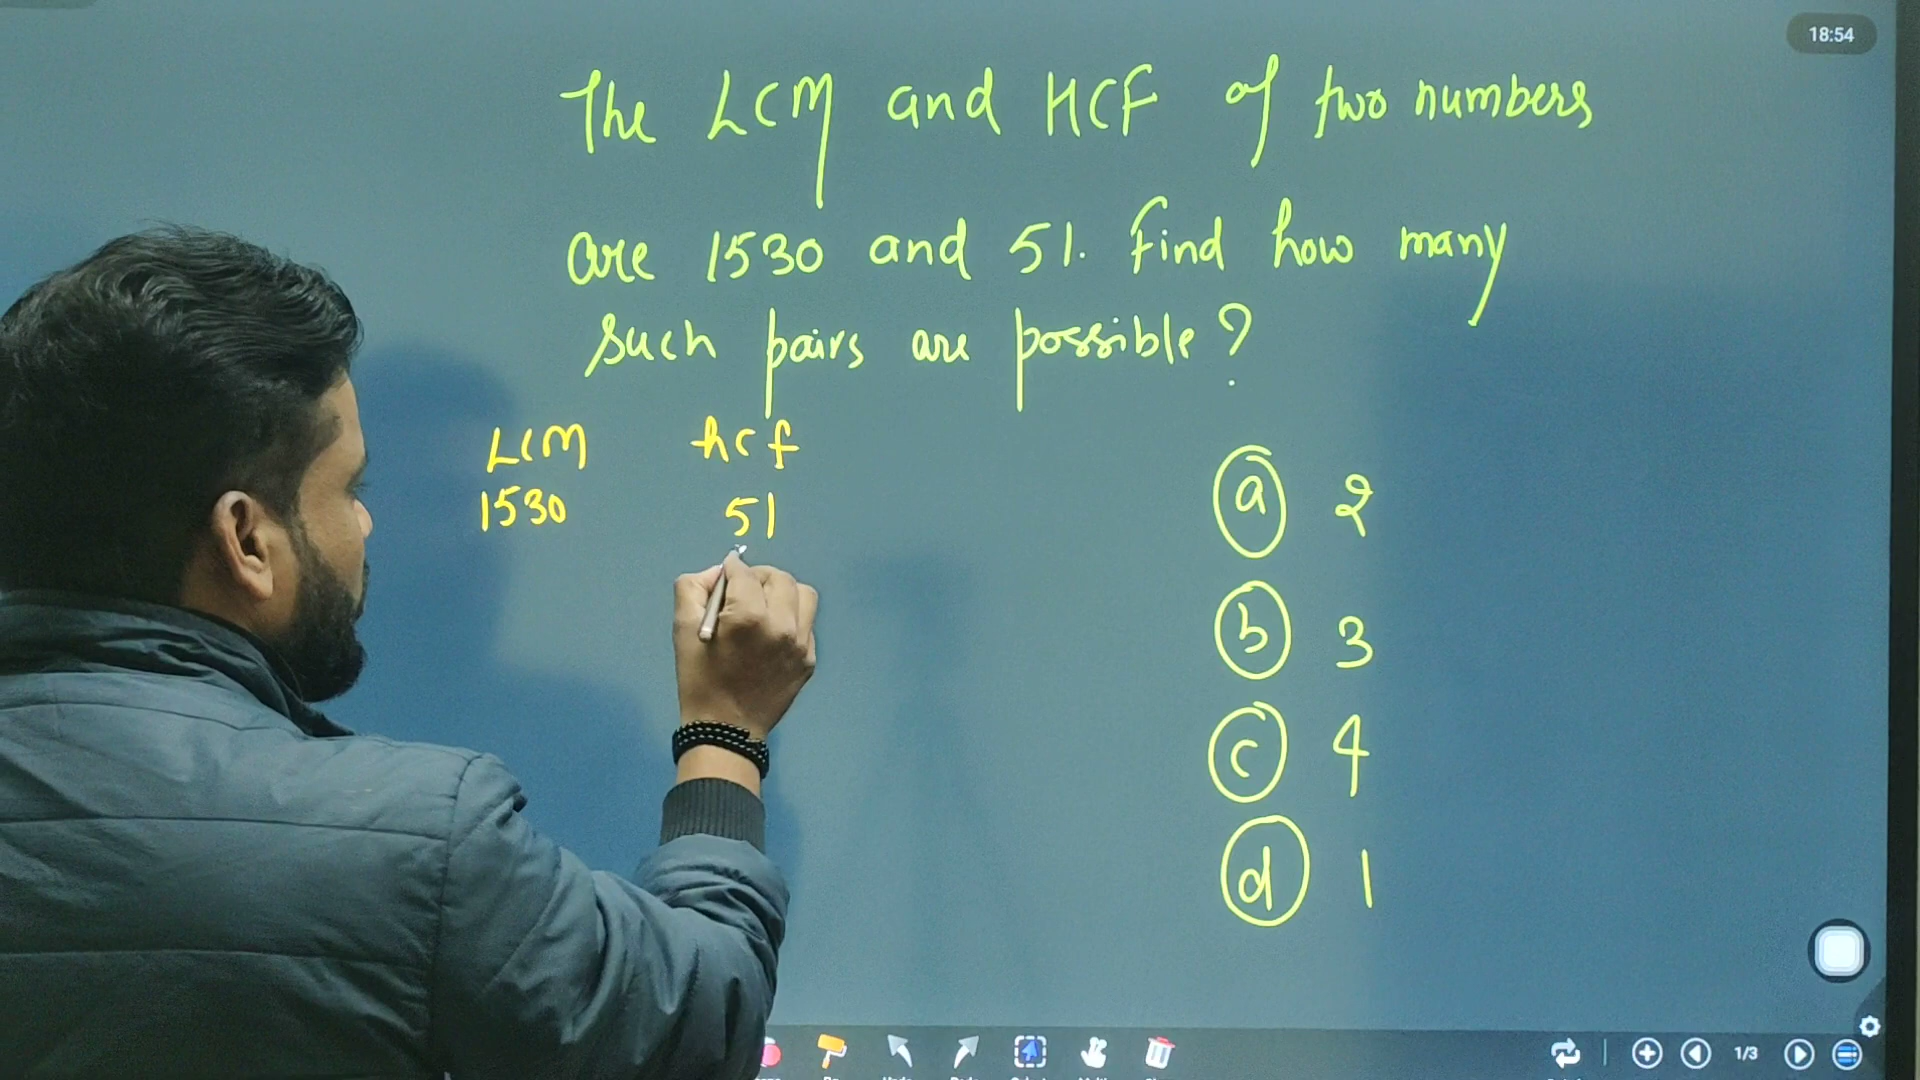 18:54
The LCM and HCF of two numbers
are 1530 and 51. Find how many
such pairs are possible?
LCM hcf
1530 51
a 2
b 3
c 4
d 1
1/3